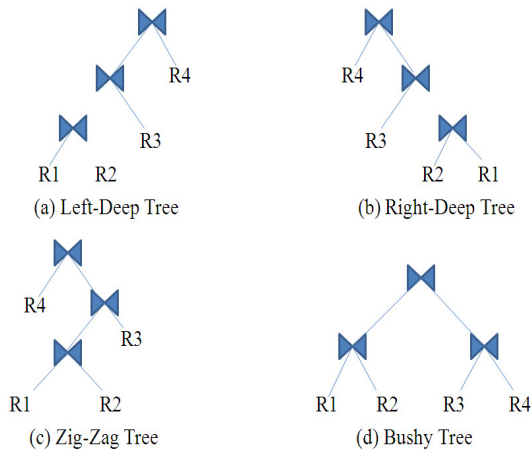 R4
R3
R1 R2
(a) Left-Deep Tree
R4
R3
R2 R1
(b) Right-Deep Tree
R4
R3
R1 R2
(c) Zig-Zag Tree
R1 R2 R3 R4
(d) Bushy Tree